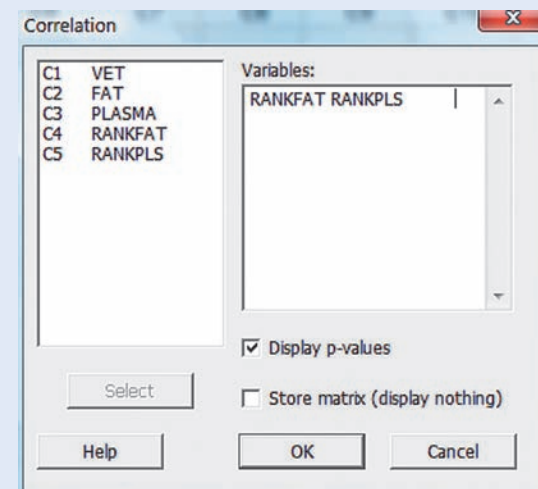 Correlation
C1 VET
C2 FAT
C3 PLASMA
C4 RANKFAT
C5 RANKPLS
Variables:
RANKFAT RANKPLS
Display p-values
Select
Store matrix (display nothing)
Help
OK
Cancel